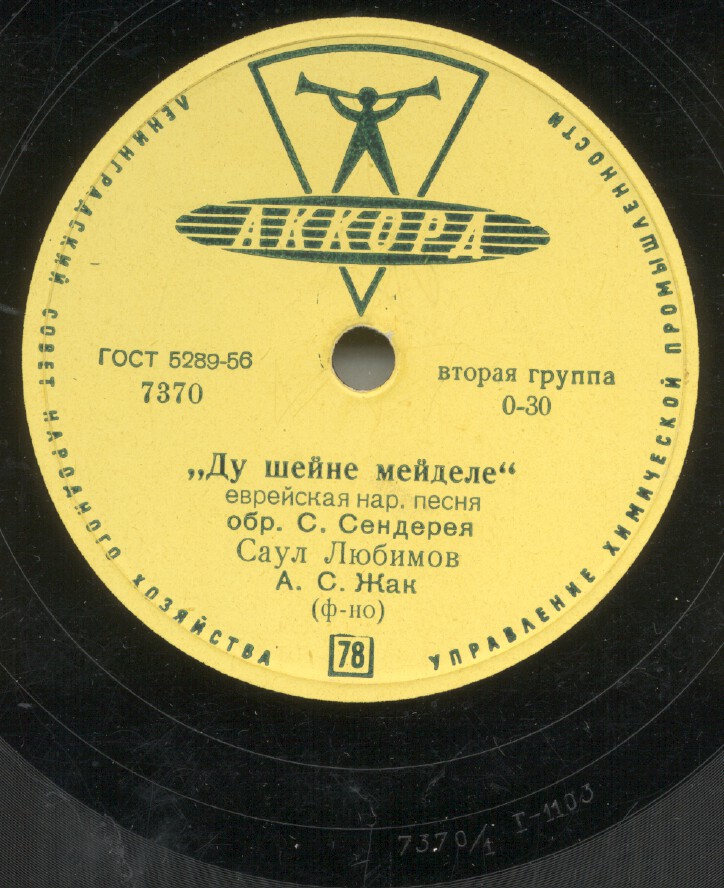 ЛЕНИНГРАДСКИЙ СОВЕТ НАРОДНОГО ХОЗЯЙСТВА
УПРАВЛЕНИЕ ХИМИЧЕСКОЙ ПРОМЫШЛЕННОСТИ
АККОРД
ГОСТ 5289-56
7370
вторая группа
0-30
„Ду шейне мейделе“
еврейская нар. песня
обр. С. Сендерея
Саул Любимов
А. С. Жак
(ф-но)
78
7370/1 Г-1103